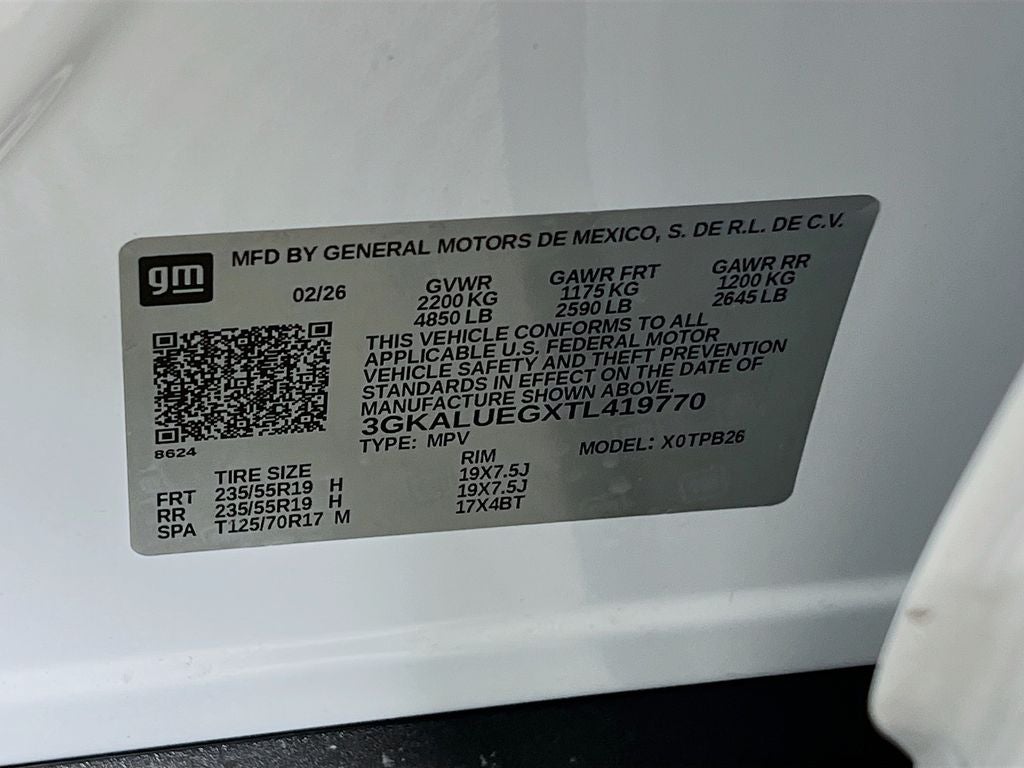 gm MFD BY GENERAL MOTORS DE MEXICO, S. DE R.L. DE C.V.
02/26 GVWR GAWR FRT GAWR RR
2200 KG 1175 KG 1200 KG
4850 LB 2590 LB 2645 LB
THIS VEHICLE CONFORMS TO ALL
APPLICABLE U.S. FEDERAL MOTOR
VEHICLE SAFETY AND THEFT PREVENTION
STANDARDS IN EFFECT ON THE DATE OF
MANUFACTURE SHOWN ABOVE.
3GKALUEGXTL419770
8624 TYPE: MPV MODEL: X0TPB26
TIRE SIZE RIM
FRT 235/55R19 H 19X7.5J
RR 235/55R19 H 19X7.5J
SPA T125/70R17 M 17X4BT